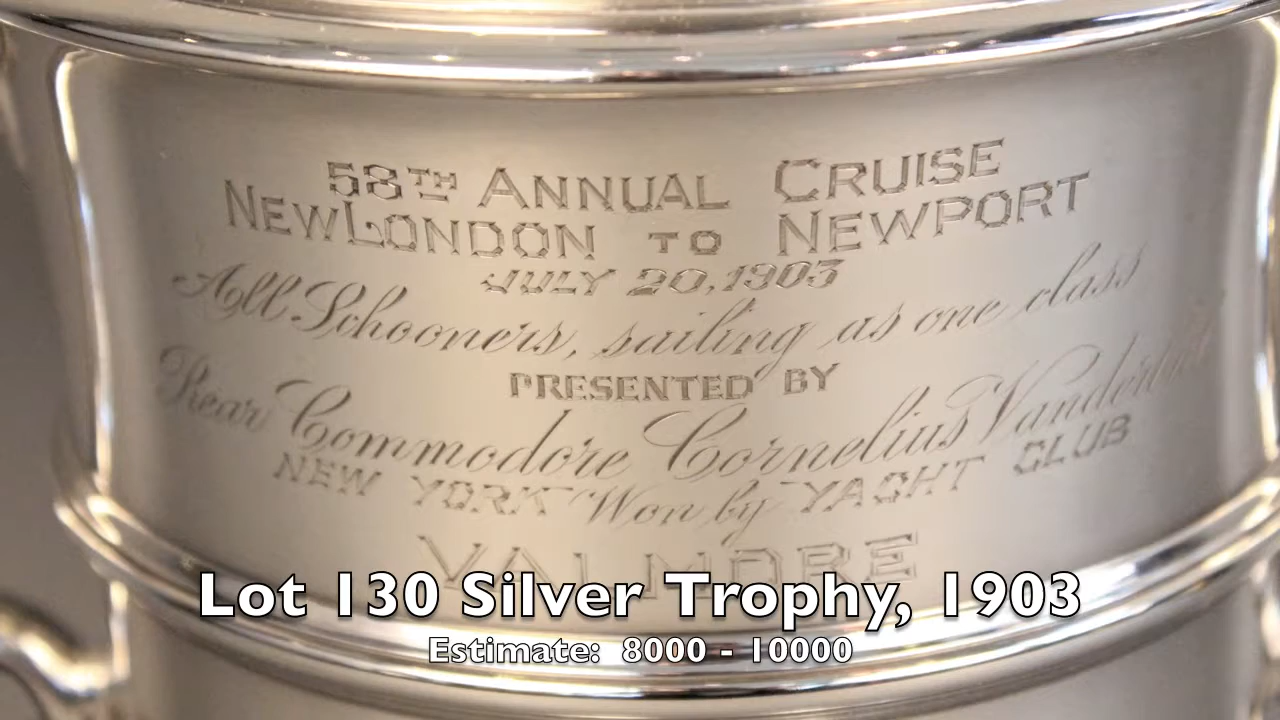 58TH ANNUAL CRUISE
NEW LONDON TO NEWPORT
JULY 20, 1903
All Schooners, sailing as one class
PRESENTED BY
Rear Commodore Cornelius Vanderbilt
NEW YORK Won by YACHT CLUB
VALMORE
Lot 130 Silver Trophy, 1903
Estimate: 8000 - 10000